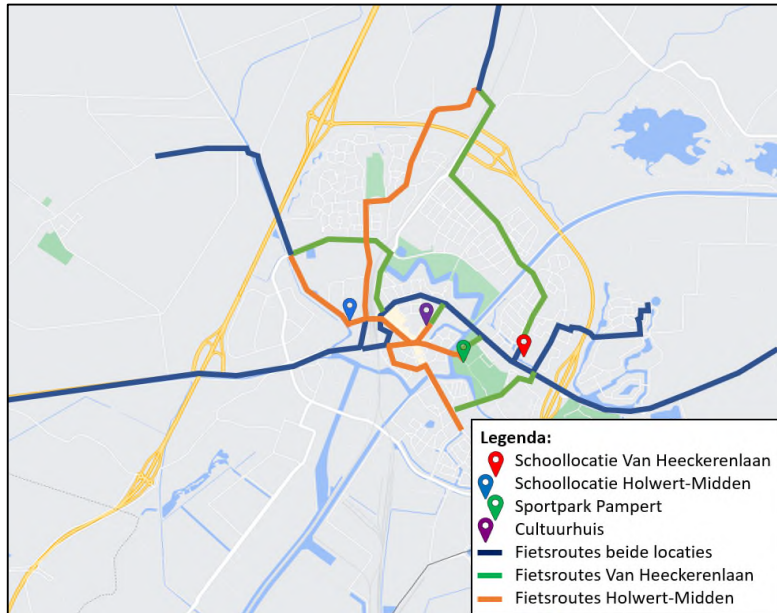 Legenda:
Schoollocatie Van Heeckerenlaan
Schoollocatie Holwert-Midden
Sportpark Pampert
Cultuurhuis
Fietsroutes beide locaties
Fietsroutes Van Heeckerenlaan
Fietsroutes Holwert-Midden